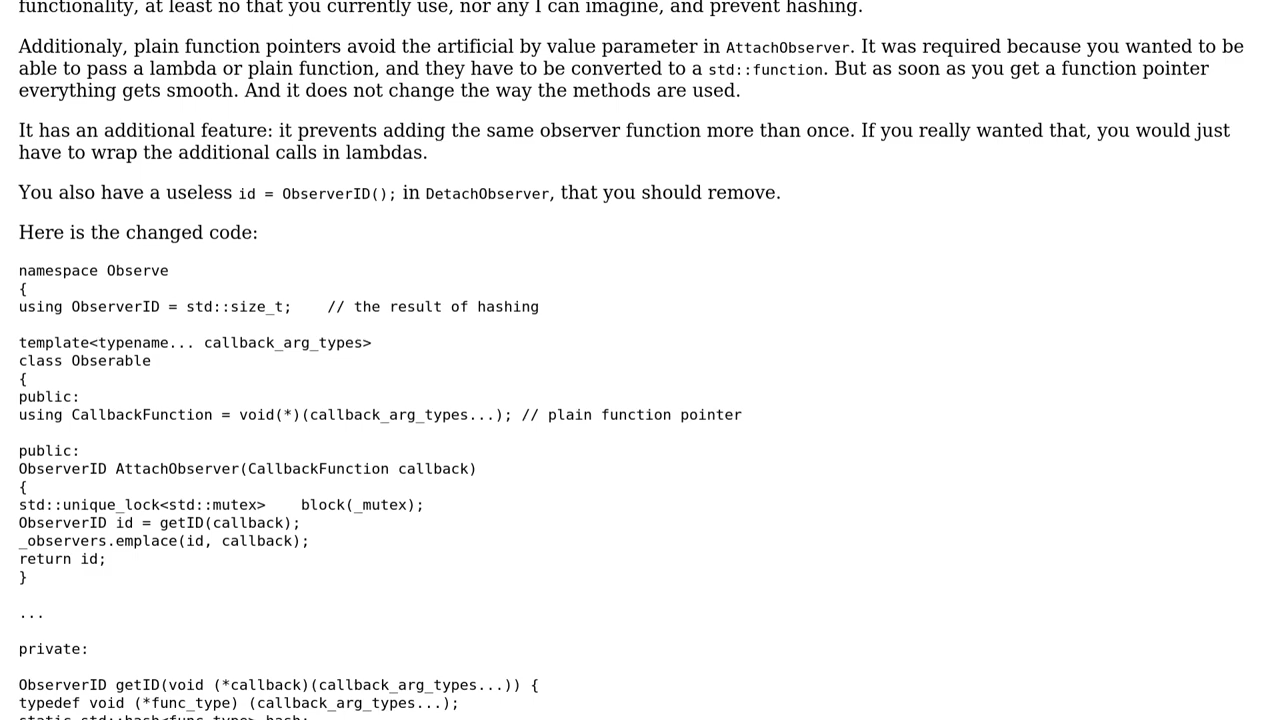 functionality, at least no that you currently use, nor any I can imagine, and prevent hashing.
Additionaly, plain function pointers avoid the artificial by value parameter in AttachObserver. It was required because you wanted to be
able to pass a lambda or plain function, and they have to be converted to a std::function. But as soon as you get a function pointer
everything gets smooth. And it does not change the way the methods are used.
It has an additional feature: it prevents adding the same observer function more than once. If you really wanted that, you would just
have to wrap the additional calls in lambdas.
You also have a useless id = ObserverID(); in DetachObserver, that you should remove.
Here is the changed code:
namespace Observe
{
using ObserverID = std::size_t;    // the result of hashing
template<typename... callback_arg_types>
class Obserable
{
public:
using CallbackFunction = void(*)(callback_arg_types...); // plain function pointer
public:
ObserverID AttachObserver(CallbackFunction callback)
{
std::unique_lock<std::mutex>    block(_mutex);
ObserverID id = getID(callback);
_observers.emplace(id, callback);
return id;
}
...
private:
ObserverID getID(void (*callback)(callback_arg_types...)) {
typedef void (*func_type) (callback_arg_types...);
static std::hash<func_type> hash;